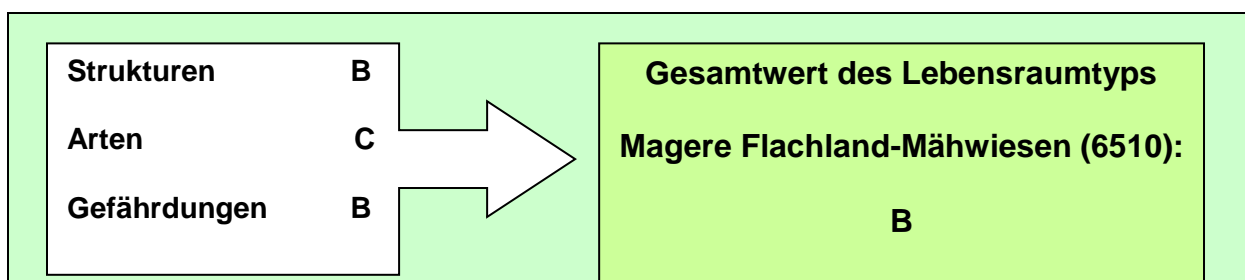 Strukturen B
Arten C
Gefährdungen B
Gesamtwert des Lebensraumtyps
Magere Flachland-Mähwiesen (6510):
B